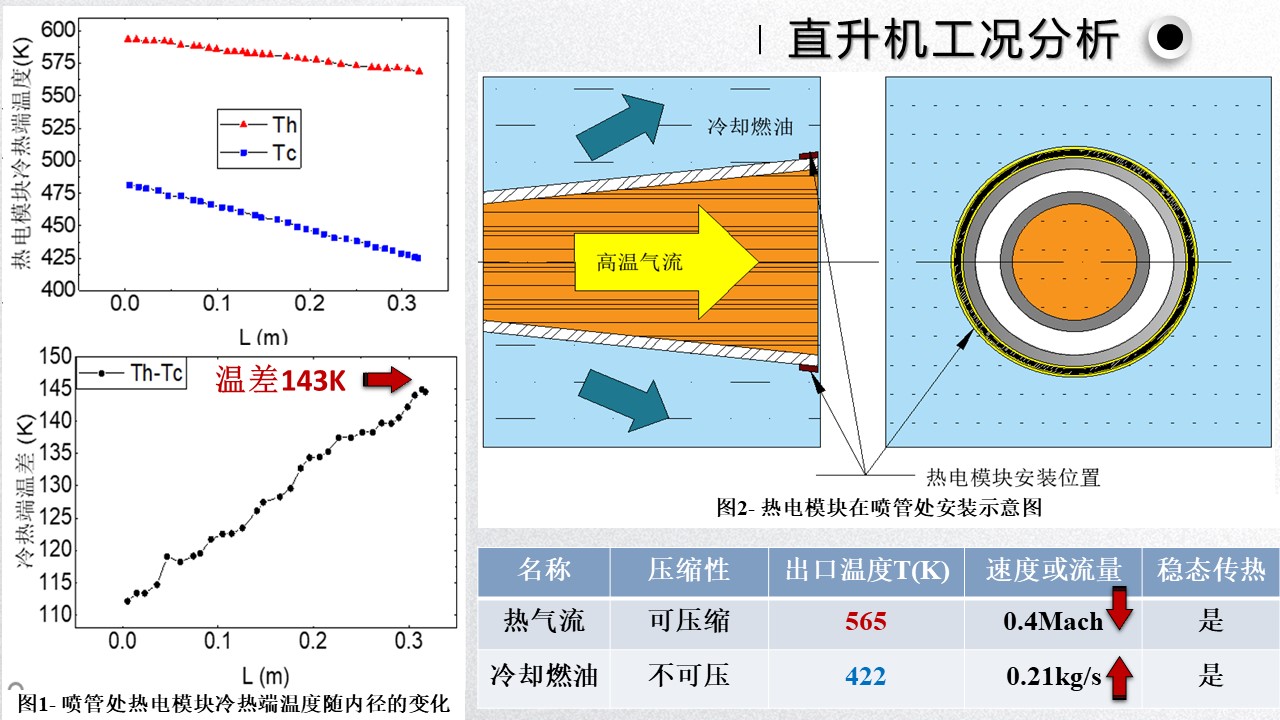 直升机工况分析
热电模块冷热端温度(K)
600
575
550
525
500
475
450
425
400
Th
Tc
0.0 0.1 0.2 0.3
L (m)
冷热端温差 (K)
150
145
140
135
130
125
120
115
110
Th-Tc
温差143K
0.0 0.1 0.2 0.3
L (m)
图1- 喷管处热电模块冷热端温度随内径的变化
冷却燃油
高温气流
热电模块安装位置
图2- 热电模块在喷管处安装示意图
名称 压缩性 出口温度T(K) 速度或流量 稳态传热
热气流 可压缩 565 0.4Mach 是
冷却燃油 不可压 422 0.21kg/s 是